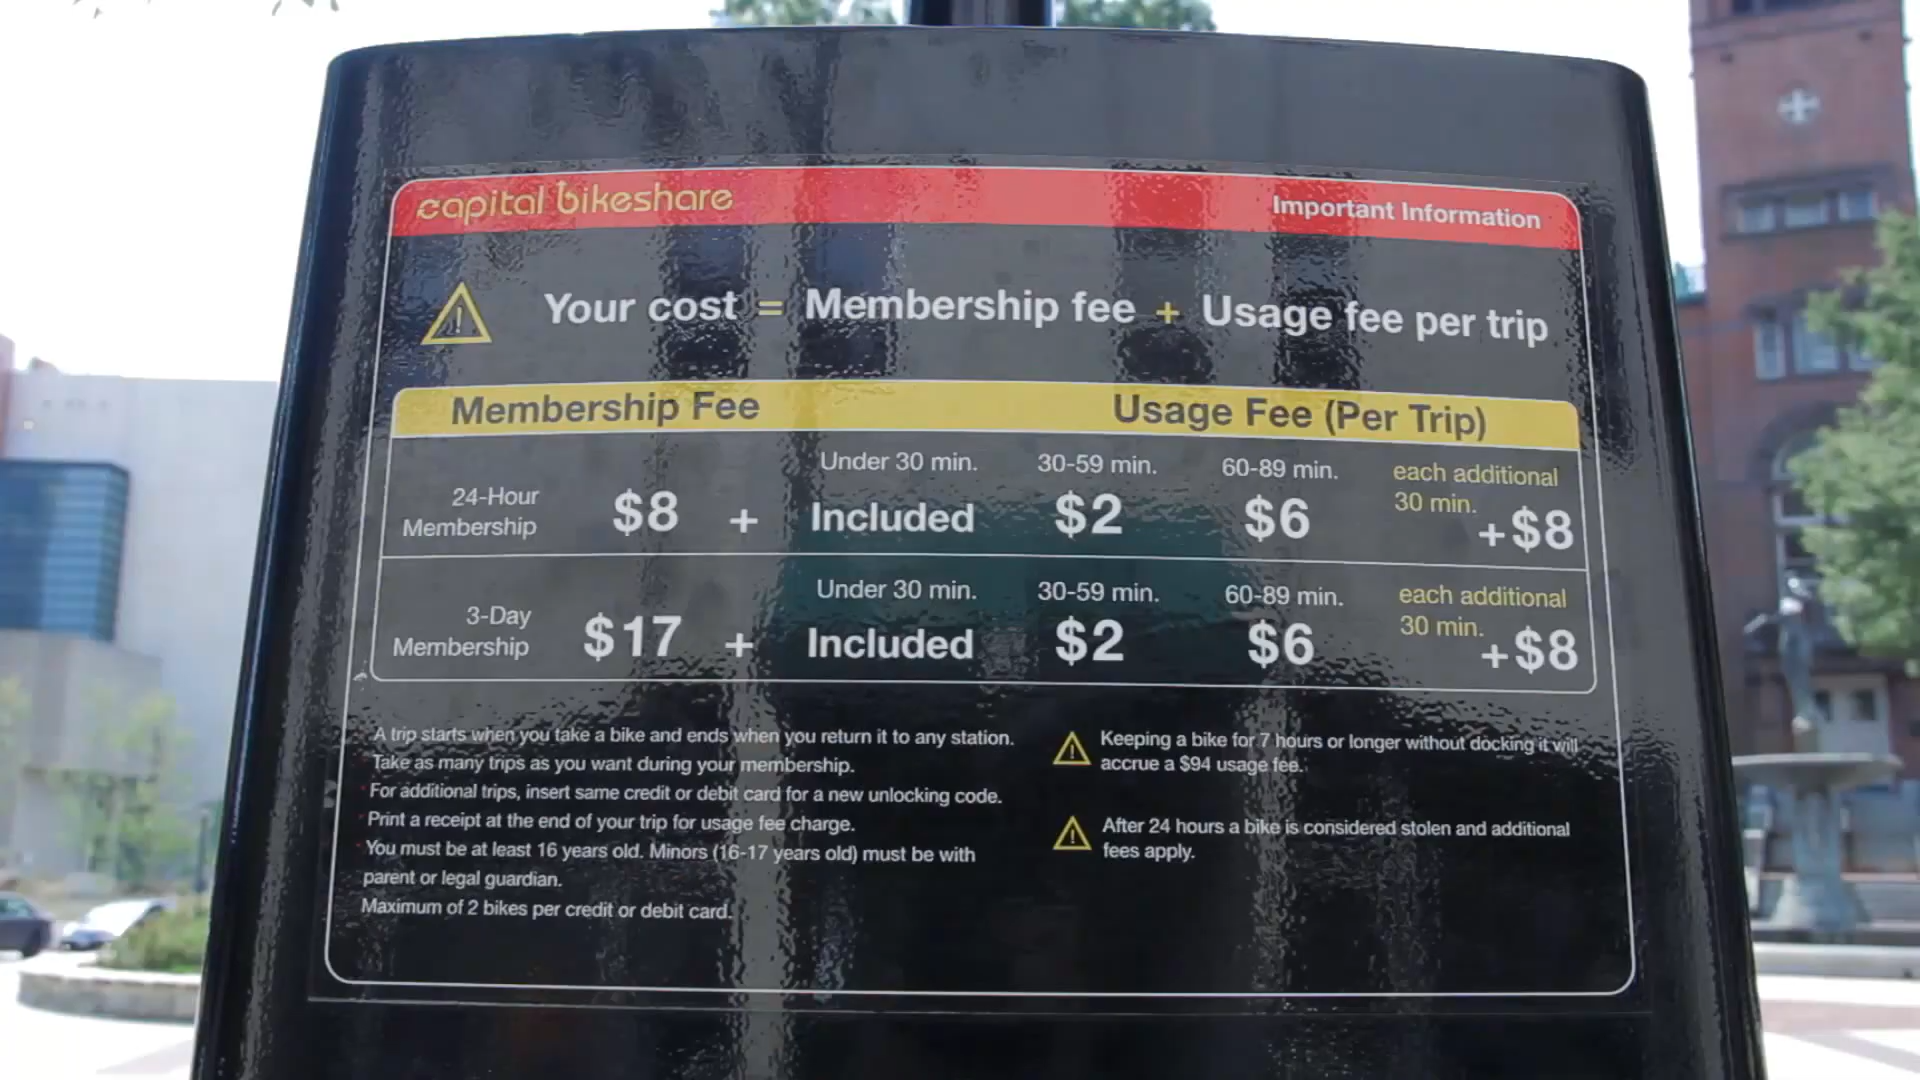 capital bikeshare
Important Information
Your cost = Membership fee + Usage fee per trip
Membership Fee
Usage Fee (Per Trip)
24-Hour
Membership
$8 +
Under 30 min.
Included
30-59 min.
$2
60-89 min.
$6
each additional
30 min.
+$8
3-Day
Membership
$17 +
Under 30 min.
Included
30-59 min.
$2
60-89 min.
$6
each additional
30 min.
+$8
A trip starts when you take a bike and ends when you return it to any station.
Take as many trips as you want during your membership.
For additional trips, insert same credit or debit card for a new unlocking code.
Print a receipt at the end of your trip for usage fee charge.
You must be at least 16 years old. Minors (16-17 years old) must be with
parent or legal guardian.
Maximum of 2 bikes per credit or debit card.
Keeping a bike for 7 hours or longer without docking it will
accrue a $94 usage fee.
After 24 hours a bike is considered stolen and additional
fees apply.